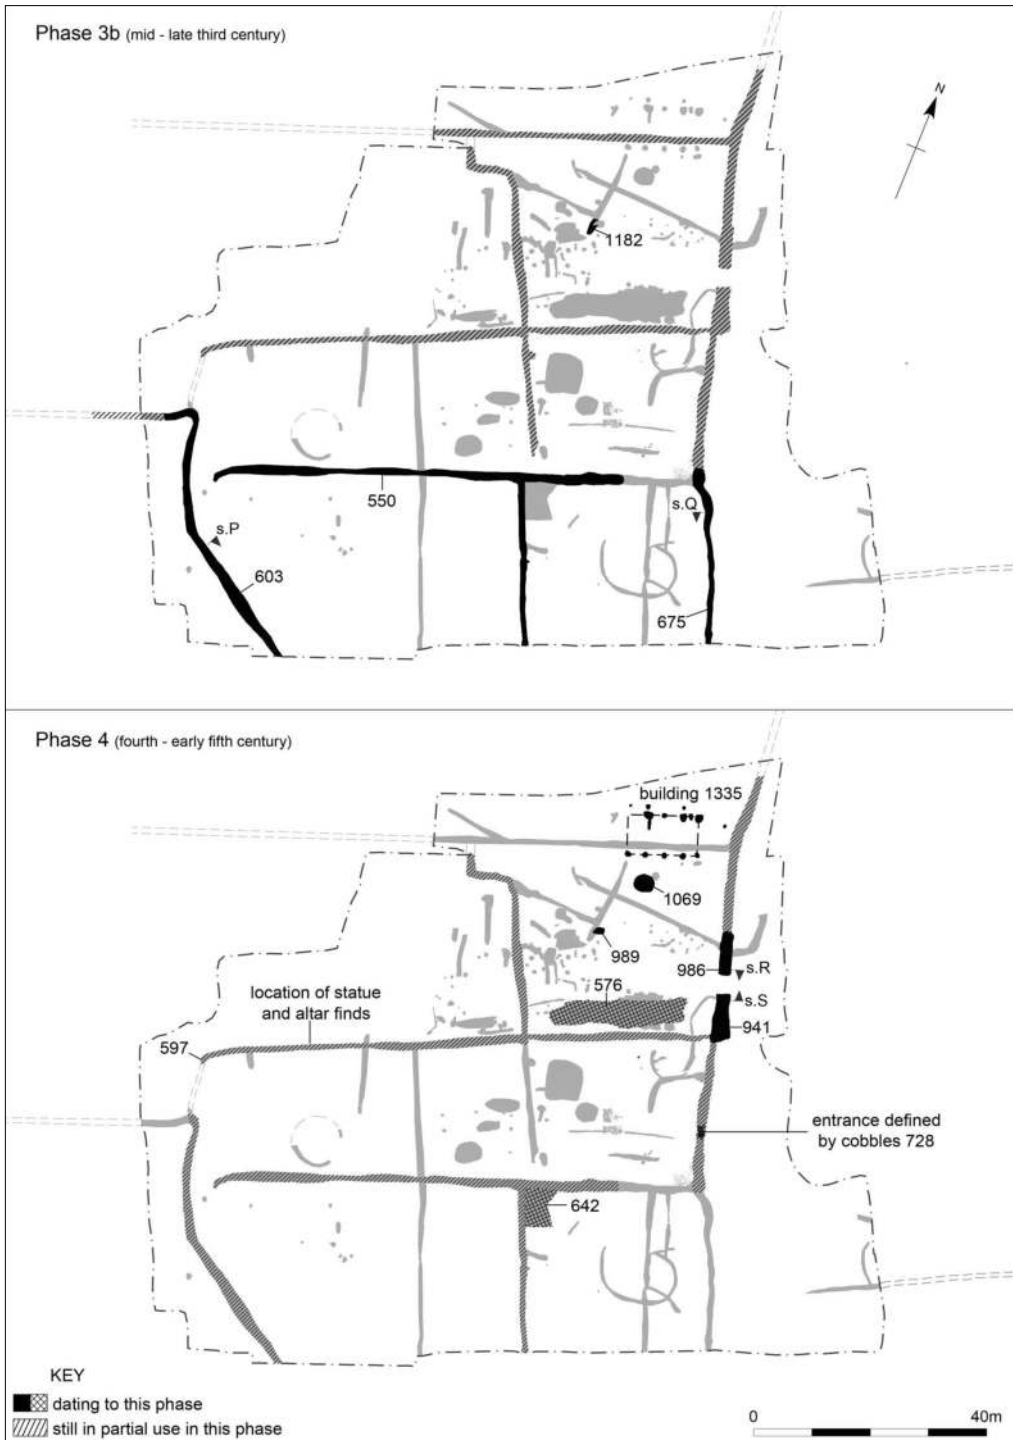 Phase 3b (mid - late third century)
N
1182
550
s.Q
s.P
603
675
Phase 4 (fourth - early fifth century)
building 1335
1069
989
986
s.R
576
s.S
location of statue
and altar finds
941
597
entrance defined
by cobbles 728
642
KEY
dating to this phase
still in partial use in this phase
0 40m